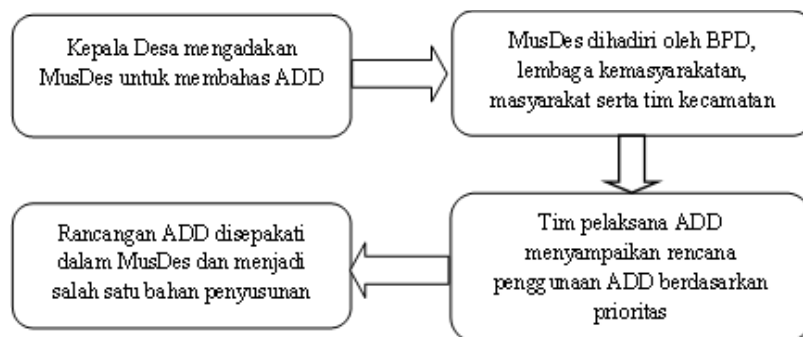 Kepala Desa mengadakan
MusDes untuk membahas ADD
MusDes dihadiri oleh BPD,
lembaga kemasyarakatan,
masyarakat serta tim kecamatan
Tim pelaksana ADD
menyampaikan rencana
penggunaan ADD berdasarkan
prioritas
Rancangan ADD disepakati
dalam MusDes dan menjadi
salah satu bahan penyusunan